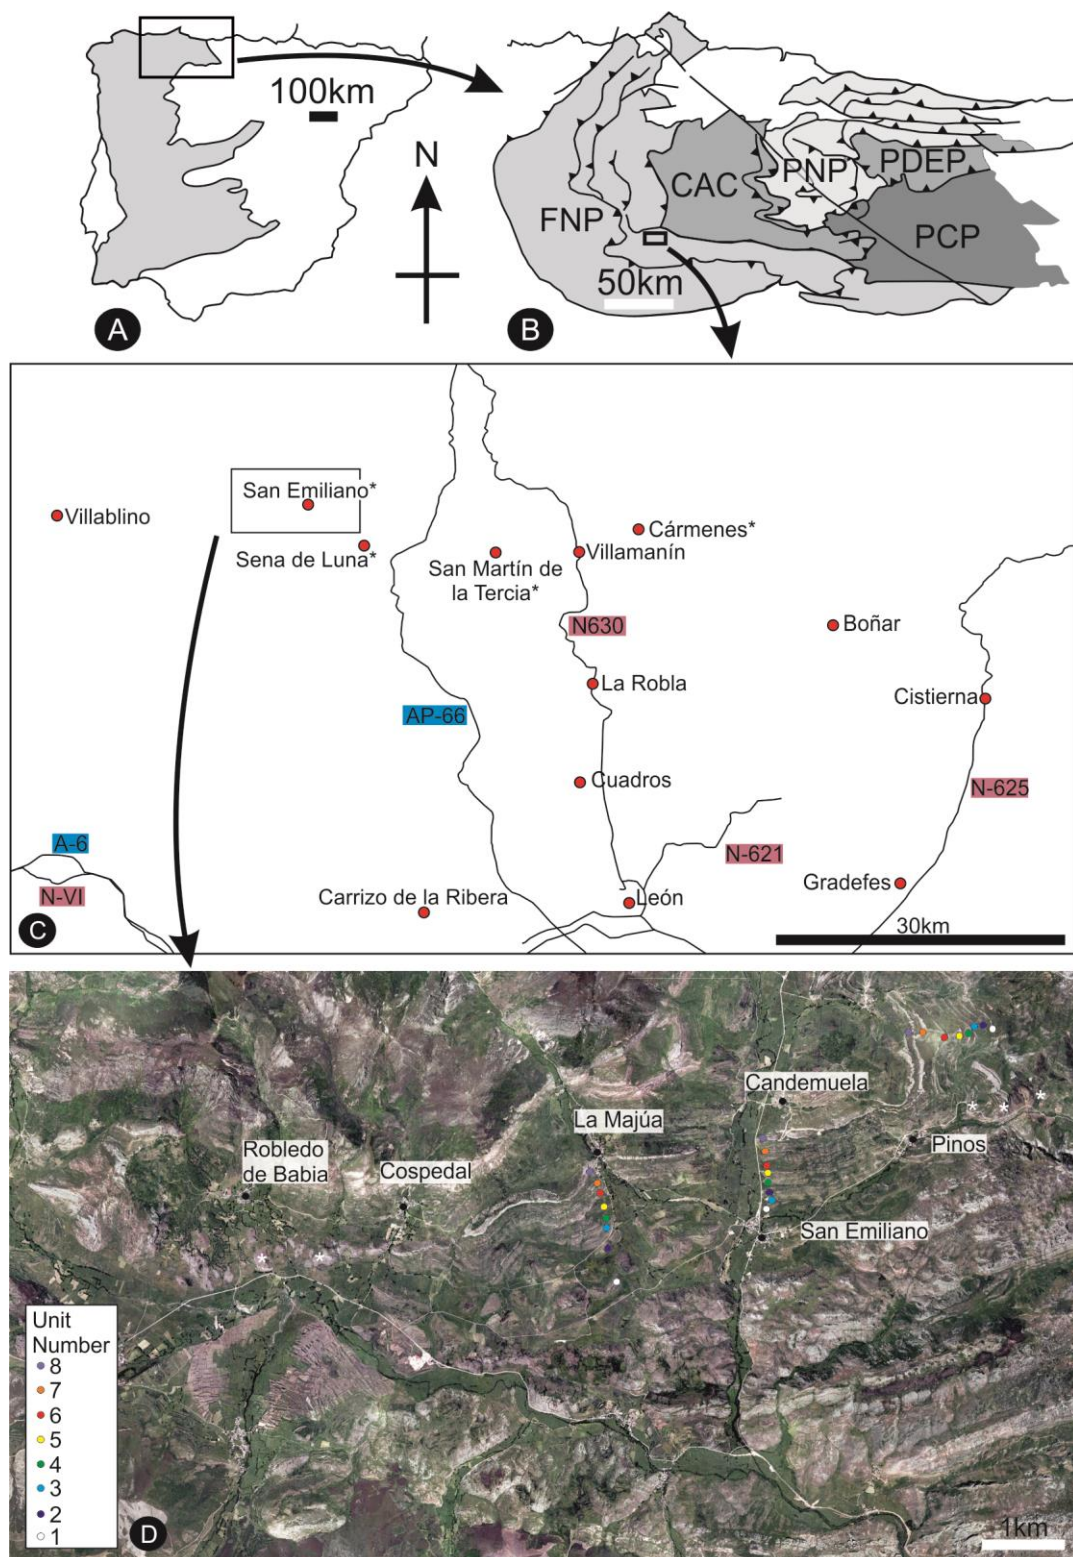 100km
N
A
FNP
CAC
PNP
PDEP
PCP
50km
B
San Emiliano*
Villablino
Sena de Luna*
San Martín de
la Tercia*
Cármenes*
Villamanín
N630
Boñar
La Robla
Cistierna
AP-66
Cuadros
N-625
A-6
N-621
N-VI
Gradefes
Carrizo de la Ribera
León
30km
C
Candemuela
La Majúa
Pinos
Robledo
de Babia
Cospedal
San Emiliano
Unit
Number
8
7
6
5
4
3
2
1
D
1km